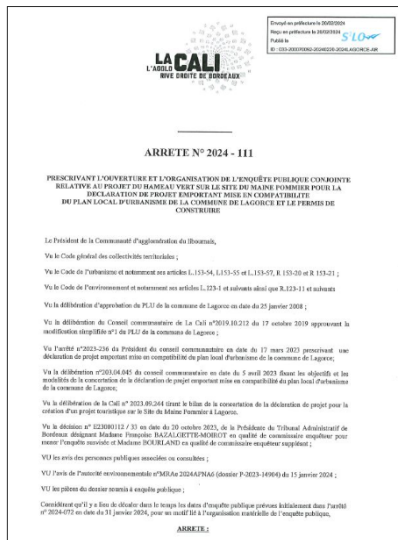 Envoyé en préfecture le 20/02/2024
Reçu en préfecture le 20/02/2024
Publié le
S²LO
LA CALI
L'AGGLO
RIVE DROITE DE BORDEAUX
ARRETE N° 2024 - 111
PRESCRIVANT L'OUVERTURE ET L'ORGANISATION DE L'ENQUÊTE PUBLIQUE CONJOINTE
RELATIVE AU PROJET DU HAMEAU VERT SUR LE SITE DU MAINE POMMIER POUR LA
DECLARATION DE PROJET EMPORTANT MISE EN COMPATIBILITE
DU PLAN LOCAL D'URBANISME DE LA COMMUNE DE LAGORCE ET LE PERMIS DE
CONSTRUIRE
Le Président de la Communauté d'agglomération du libournais,
Vu le Code général des collectivités territoriales ;
Vu le Code de l'urbanisme et notamment ses articles L.153-54, L.153-55 et L.153-57, R 153-20 et R 153-21 ;
Vu le Code de l'environnement et notamment ses articles L.123-1 et suivants ainsi que R.123-11 et suivants
Vu la délibération d'approbation du PLU de la commune de Lagorce en date du 25 janvier 2008 ;
Vu la délibération du Conseil communautaire de La Cali n°2019.10.212 du 17 octobre 2019 approuvant la
modification simplifiée n°1 du PLU de la commune de Lagorce ;
Vu l'arrêté n°2023-236 du Président du conseil communautaire en date du 17 mars 2023 prescrivant une
déclaration de projet emportant mise en compatibilité du plan local d'urbanisme de la commune de Lagorce;
Vu la délibération n°203.04.045 du conseil communautaire en date du 5 avril 2023 fixant les objectifs et les
modalités de la concertation de la déclaration de projet emportant mise en compatibilité du plan local d'urbanisme
de la commune de Lagorce,
Vu la délibération de la Cali n° 2023.09.244 tirant le bilan de la concertation de la déclaration de projet pour la
création d'un projet touristique sur le Site du Maine Pommier à Lagorce.
Vu la décision n° E23000112 / 33 en date du 20 octobre 2023, de la Présidente du Tribunal Administratif de
Bordeaux désignant Madame Françoise BAZALGETTE-MOBROT en qualité de commissaire enquêteur pour
mener l'enquête susvisée et Madame BOURLAND en qualité de commissaire enquêteur suppléant ;
VU les avis des personnes publiques associées ou consultées ;
VU l'avis de l'autorité environnementale n°MRAe 2024APNA6 (dossier P-2023-14904) du 15 janvier 2024 ;
VU les pièces du dossier soumis à enquête publique ;
Considérant qu'il y a lieu de décaler dans le temps les dates d'enquête publique prévues initialement dans l'arrêté
n° 2024-072 en date du 31 janvier 2024, pour un motif lié à l'organisation matérielle de l'enquête publique,
ARRETE :